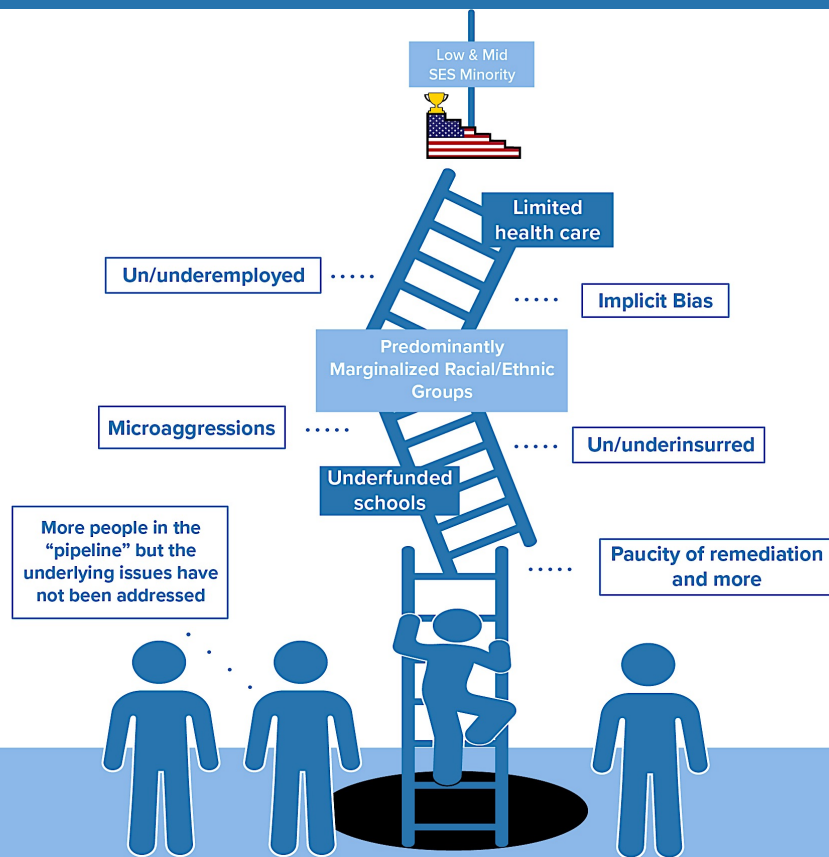 Low & Mid
SES Minority
Limited
health care
Un/underemployed
Implicit Bias
Predominantly
Marginalized Racial/Ethnic
Groups
Microaggressions
Un/underinsurred
Underfunded
schools
More people in the
“pipeline” but the
underlying issues have
not been addressed
Paucity of remediation
and more